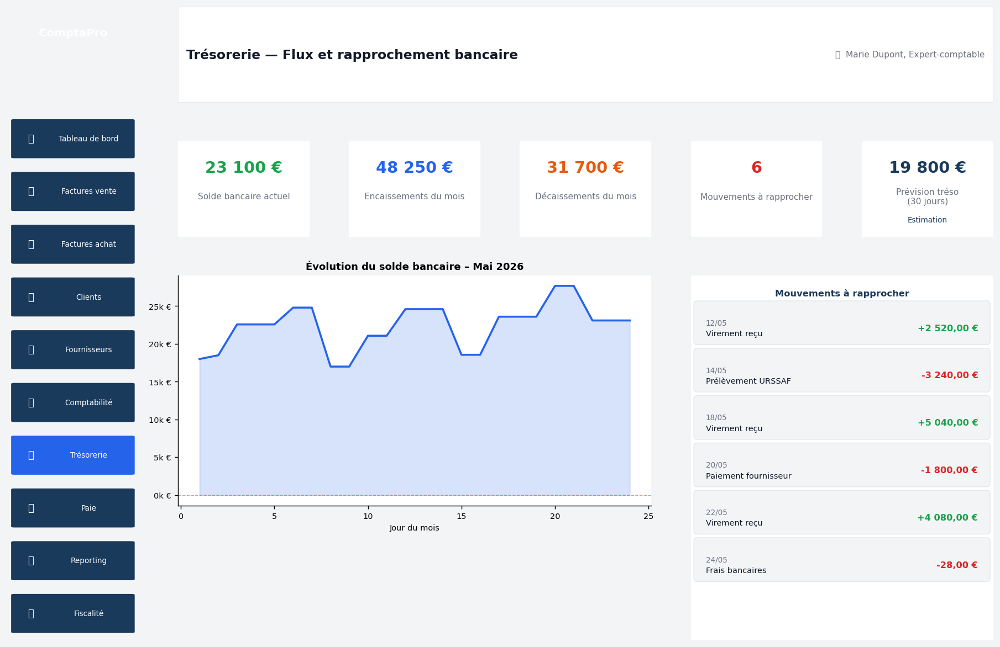 ComptaPro
Trésorerie — Flux et rapprochement bancaire
Marie Dupont, Expert-comptable
Tableau de bord
Factures vente
Factures achat
Clients
Fournisseurs
Comptabilité
Trésorerie
Paie
Reporting
Fiscalité
23 100 €
Solde bancaire actuel
48 250 €
Encaissements du mois
31 700 €
Décaissements du mois
6
Mouvements à rapprocher
19 800 €
Prévision tréso
(30 jours)
Estimation
Évolution du solde bancaire – Mai 2026
25k €
20k €
15k €
10k €
5k €
0k €
0 5 10 15 20 25
Jour du mois
Mouvements à rapprocher
12/05
Virement reçu
+2 520,00 €
14/05
Prélèvement URSSAF
-3 240,00 €
18/05
Virement reçu
+5 040,00 €
20/05
Paiement fournisseur
-1 800,00 €
22/05
Virement reçu
+4 080,00 €
24/05
Frais bancaires
-28,00 €